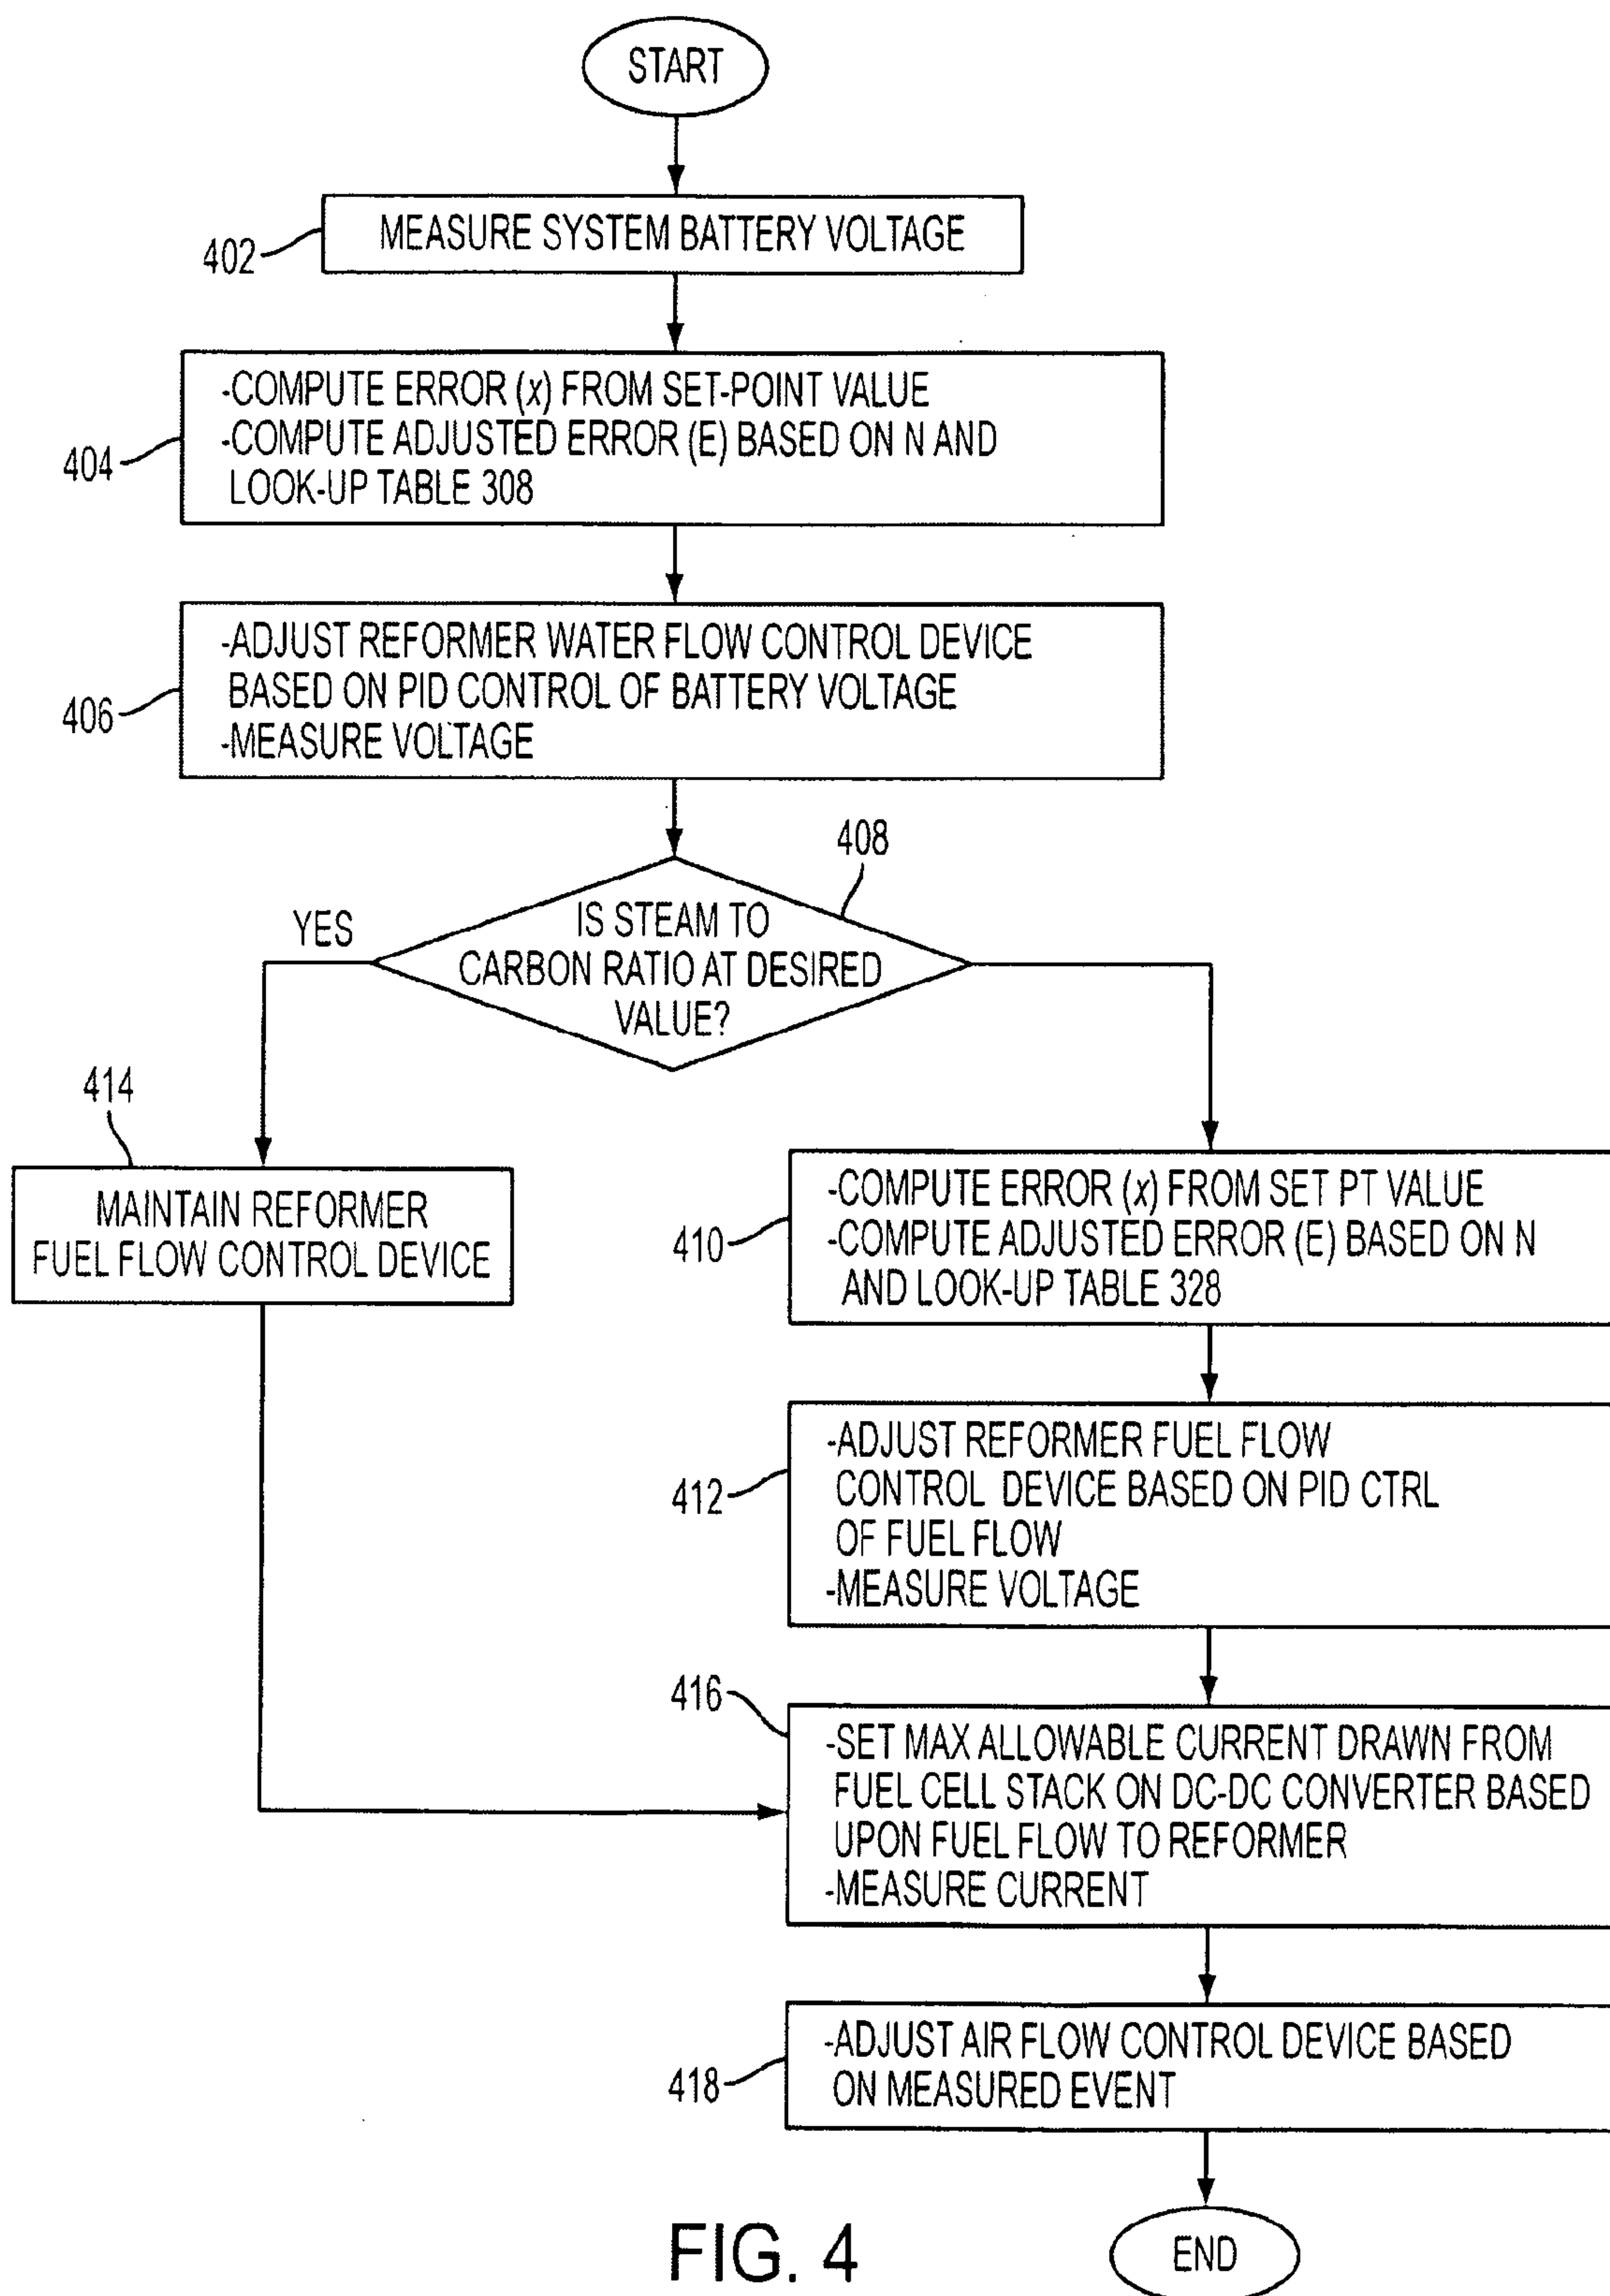 START
MEASURE SYSTEM BATTERY VOLTAGE
402
-COMPUTE ERROR (x) FROM SET-POINT VALUE
-COMPUTE ADJUSTED ERROR (E) BASED ON N AND
LOOK-UP TABLE 308
404
-ADJUST REFORMER WATER FLOW CONTROL DEVICE
BASED ON PID CONTROL OF BATTERY VOLTAGE
-MEASURE VOLTAGE
406
408
YES
IS STEAM TO
CARBON RATIO AT DESIRED
VALUE?
414
MAINTAIN REFORMER
FUEL FLOW CONTROL DEVICE
-COMPUTE ERROR (x) FROM SET PT VALUE
-COMPUTE ADJUSTED ERROR (E) BASED ON N
AND LOOK-UP TABLE 328
410
-ADJUST REFORMER FUEL FLOW
CONTROL DEVICE BASED ON PID CTRL
OF FUEL FLOW
-MEASURE VOLTAGE
412
416
-SET MAX ALLOWABLE CURRENT DRAWN FROM
FUEL CELL STACK ON DC-DC CONVERTER BASED
UPON FUEL FLOW TO REFORMER
-MEASURE CURRENT
-ADJUST AIR FLOW CONTROL DEVICE BASED
ON MEASURED EVENT
418
END
FIG. 4